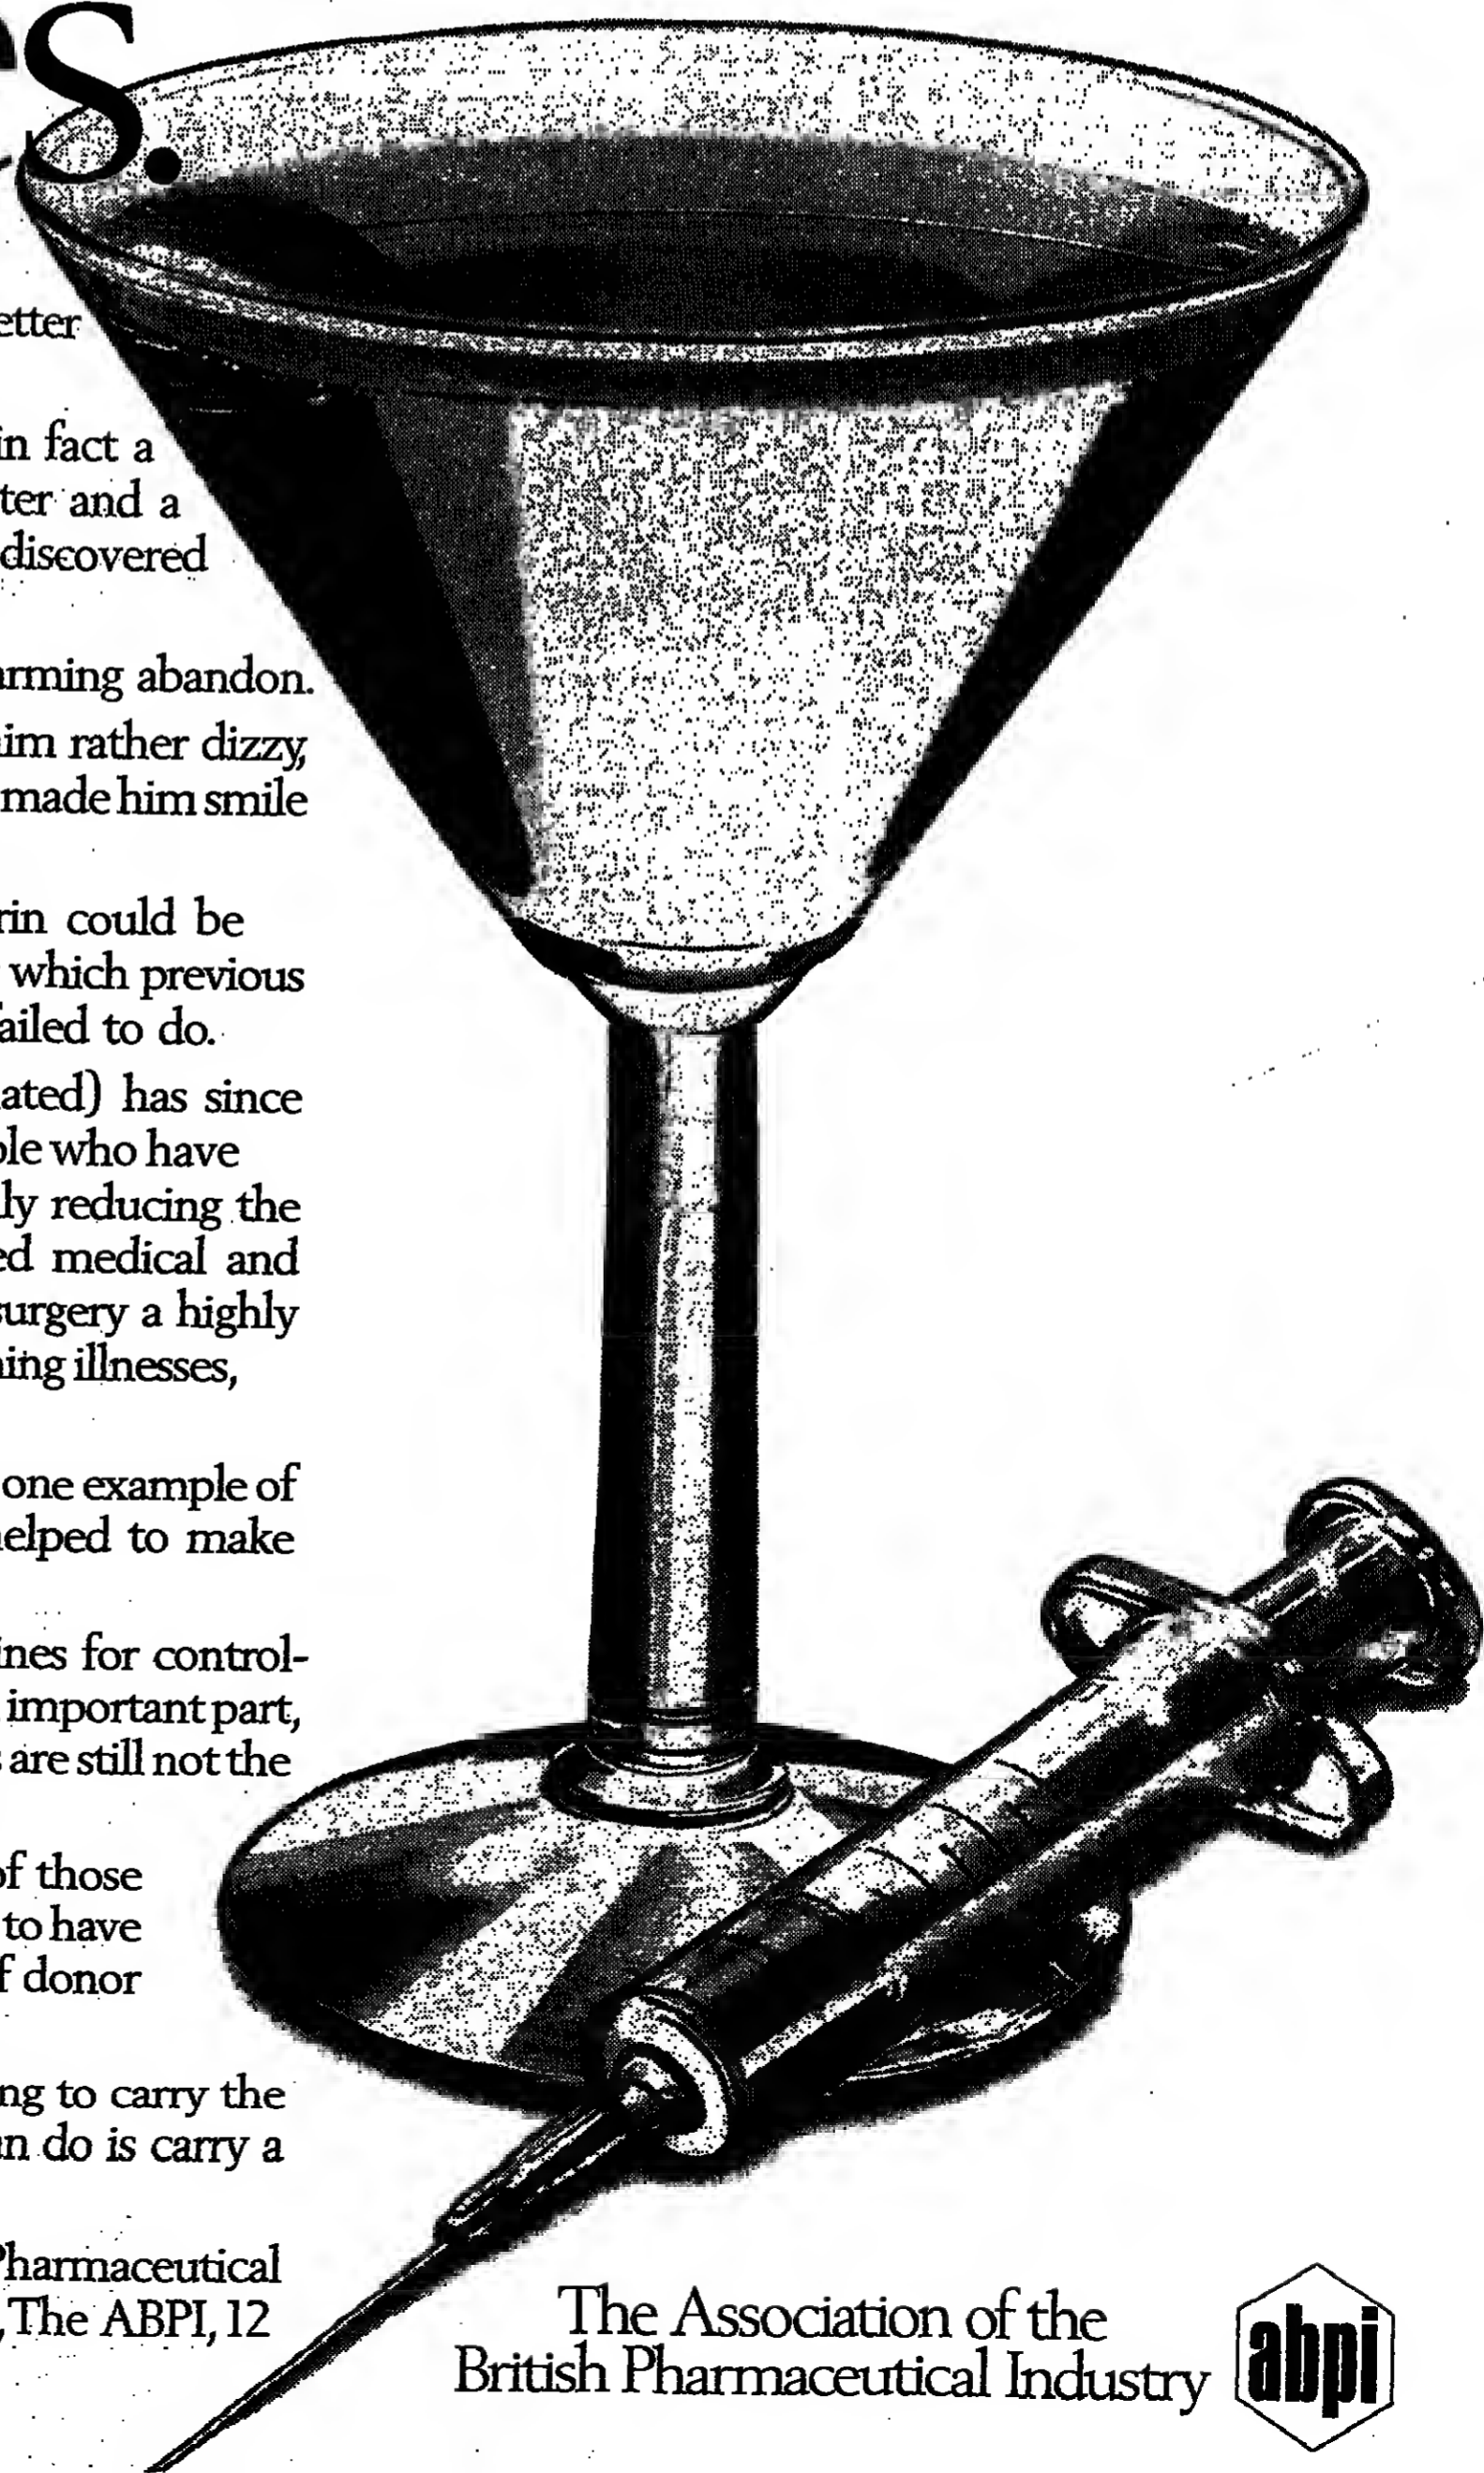 s.
etter
in fact a
ter and a
discovered
arming abandon.
im rather dizzy,
made him smile
rin could be
which previous
ailed to do.
ated) has since
ple who have
ly reducing the
ed medical and
surgery a highly
ning illnesses,
one example of
helped to make
ines for control-
important part,
s are still not the
of those
to have
f donor
ng to carry the
an do is carry a
Pharmaceutical
, The ABPI, 12
The Association of the
British Pharmaceutical Industry
abpi